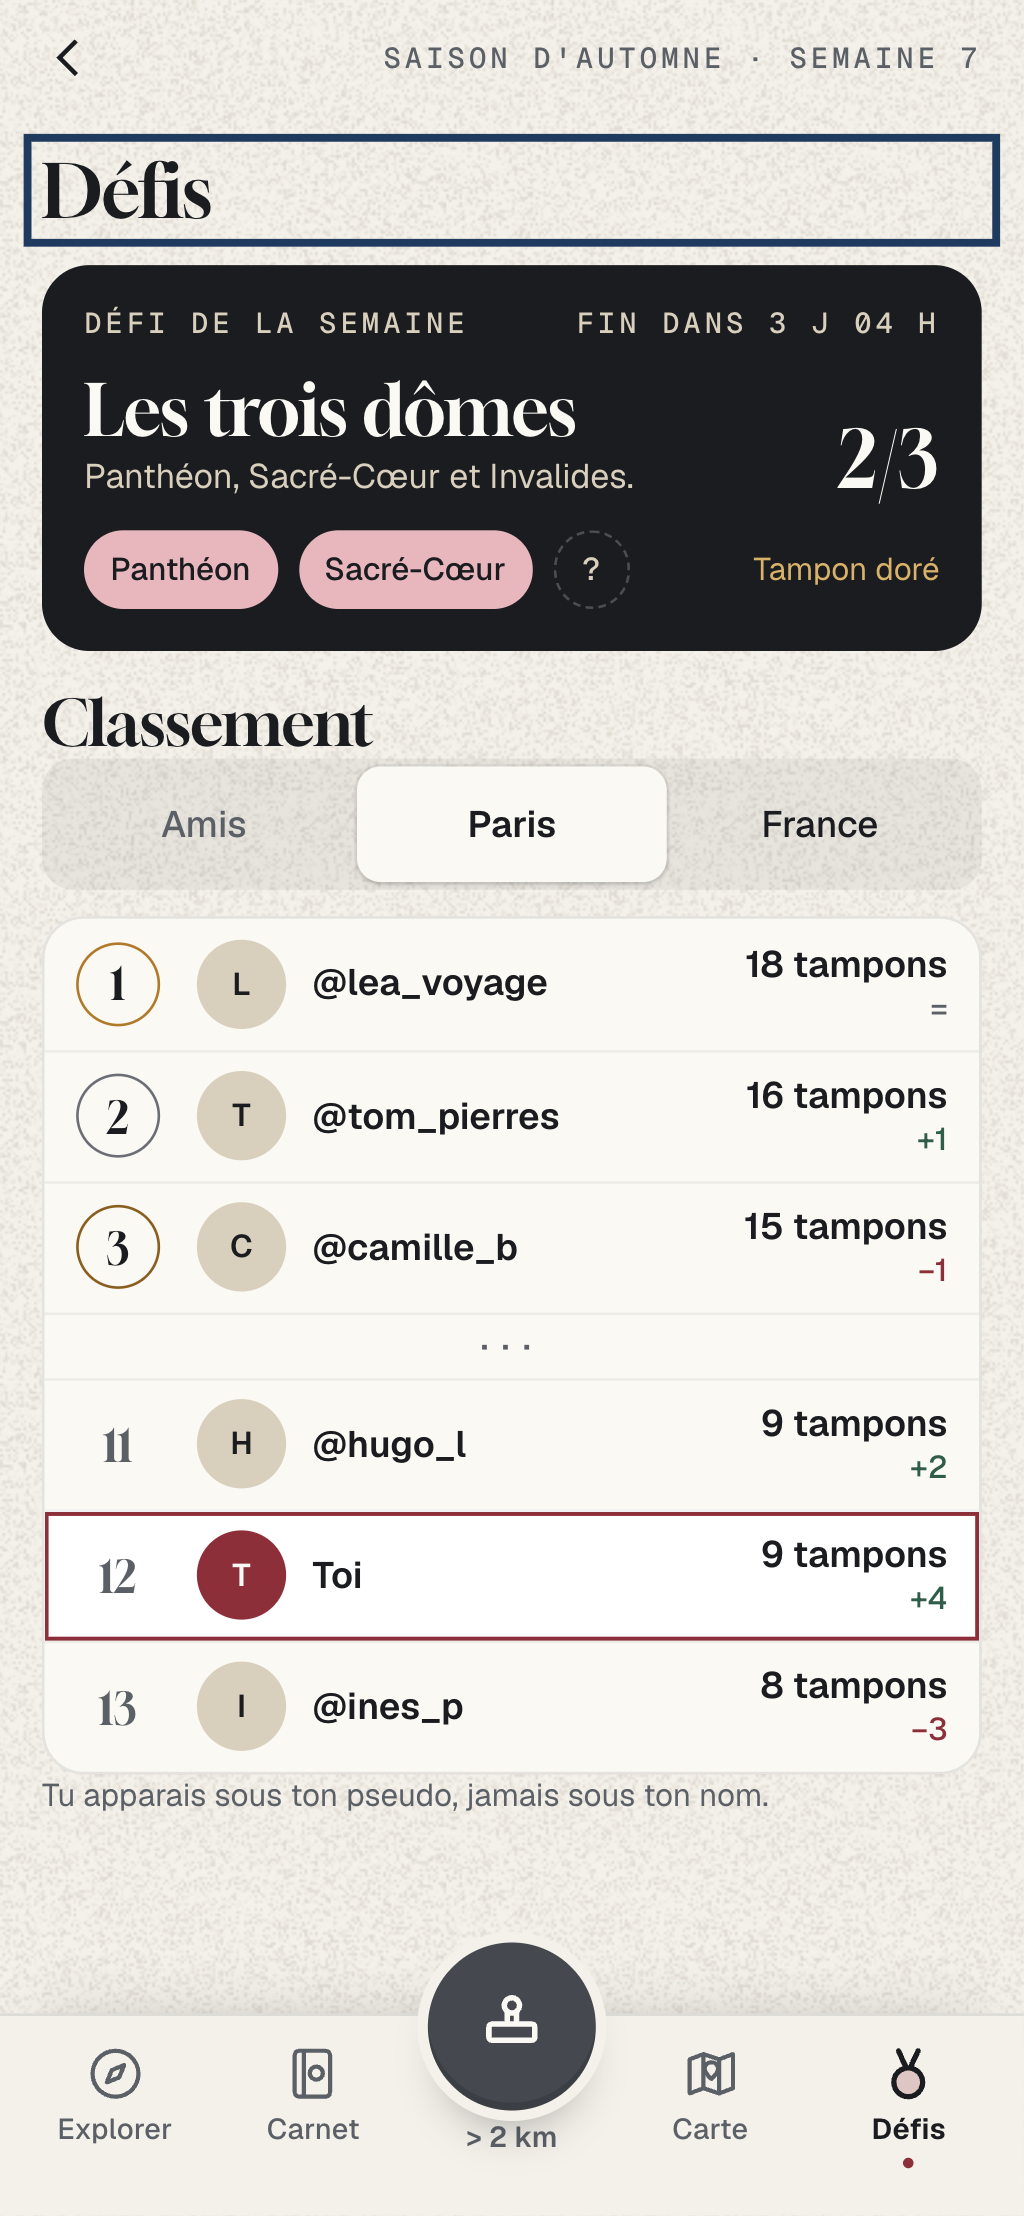 SAISON D'AUTOMNE · SEMAINE 7
Défis
DÉFI DE LA SEMAINE
FIN DANS 3 J 04 H
Les trois dômes
Panthéon, Sacré-Cœur et Invalides.
2/3
Panthéon
Sacré-Cœur
?
Tampon doré
Classement
Amis
Paris
France
1
L
@lea_voyage
18 tampons
=
2
T
@tom_pierres
16 tampons
+1
3
C
@camille_b
15 tampons
−1
...
11
H
@hugo_l
9 tampons
+2
12
T
Toi
9 tampons
+4
13
I
@ines_p
8 tampons
−3
Tu apparais sous ton pseudo, jamais sous ton nom.
Explorer
Carnet
> 2 km
Carte
Défis